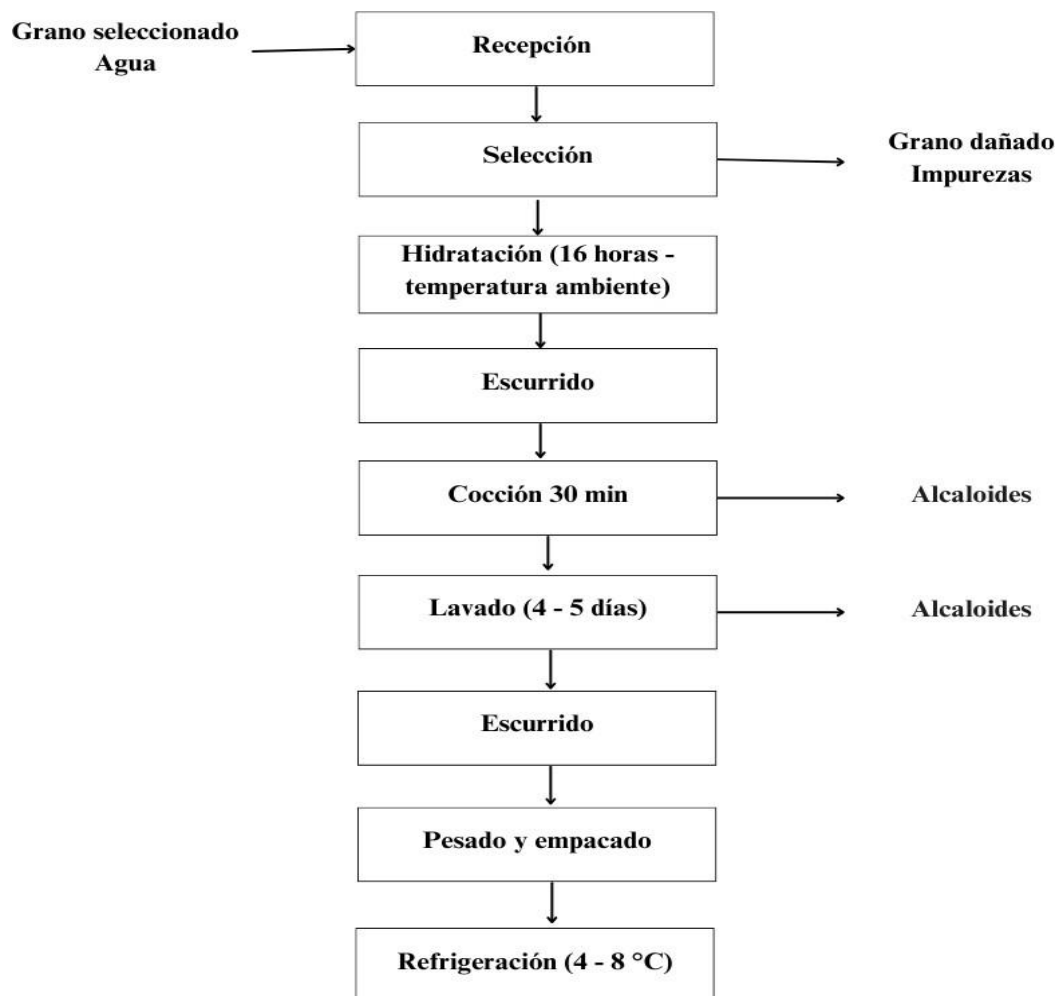 Grano seleccionado
Agua
Recepción
Selección
Grano dañado
Impurezas
Hidratación (16 horas -
temperatura ambiente)
Escurrido
Cocción 30 min
Alcaloides
Lavado (4 - 5 días)
Alcaloides
Escurrido
Pesado y empacado
Refrigeración (4 - 8 °C)